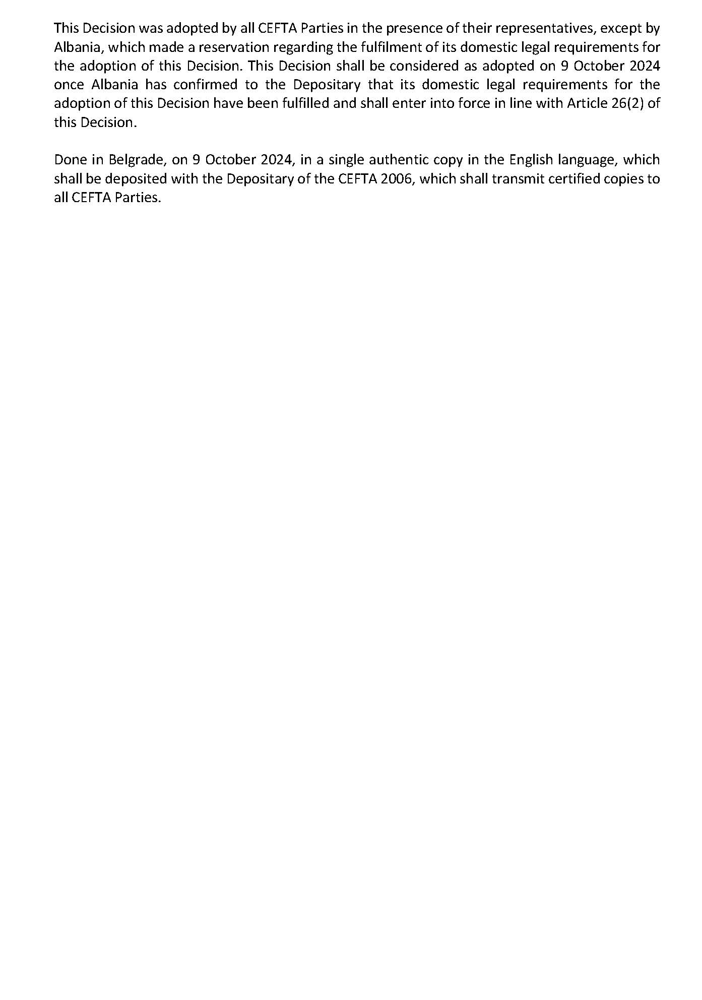 This Decision was adopted by all CEFTA Parties in the presence of their representatives, except by
Albania, which made a reservation regarding the fulfilment of its domestic legal requirements for
the adoption of this Decision. This Decision shall be considered as adopted on 9 October 2024
once Albania has confirmed to the Depositary that its domestic legal requirements for the
adoption of this Decision have been fulfilled and shall enter into force in line with Article 26(2) of
this Decision.
Done in Belgrade, on 9 October 2024, in a single authentic copy in the English language, which
shall be deposited with the Depositary of the CEFTA 2006, which shall transmit certified copies to
all CEFTA Parties.